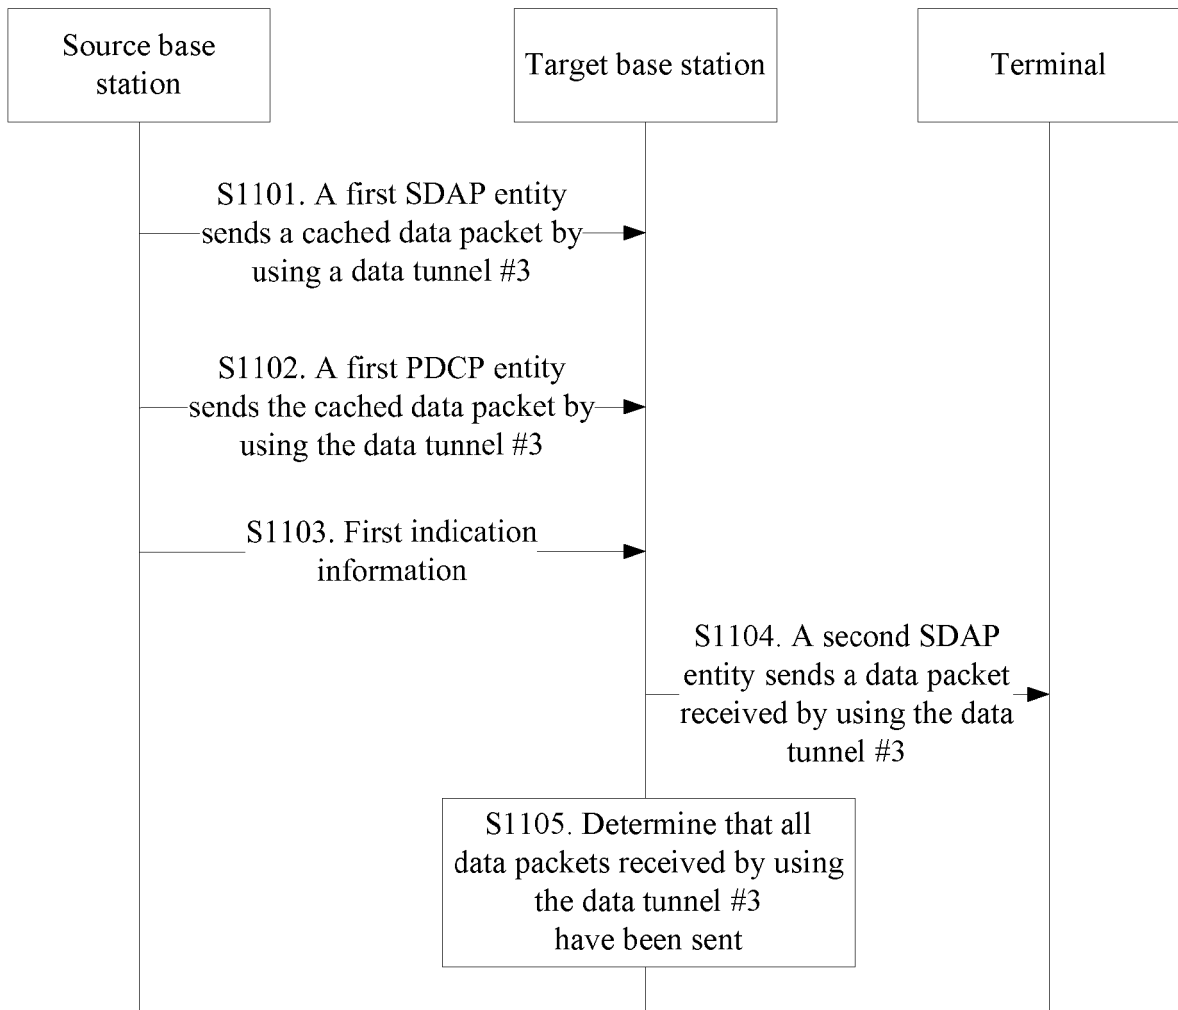 Source base
station
Target base station
Terminal
S1101. A first SDAP entity
sends a cached data packet by
using a data tunnel #3
S1102. A first PDCP entity
sends the cached data packet by
using the data tunnel #3
S1103. First indication
information
S1104. A second SDAP
entity sends a data packet
received by using the data
tunnel #3
S1105. Determine that all
data packets received by using
the data tunnel #3
have been sent